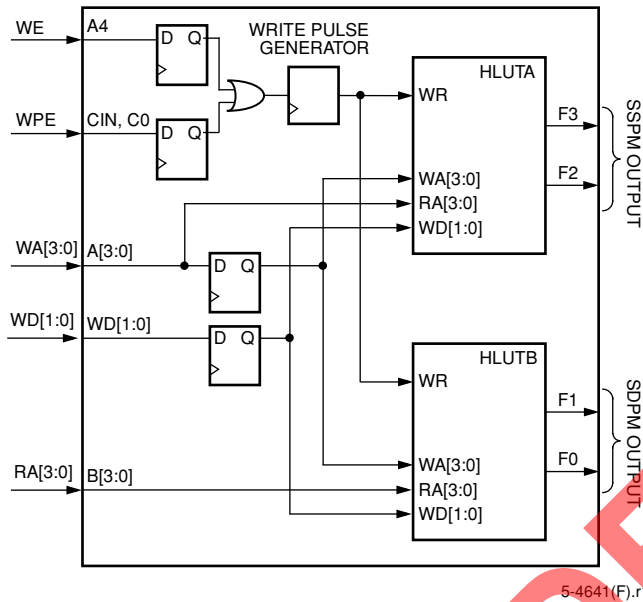 WE
A4
D Q
WRITE PULSE
GENERATOR
HLUTA
WR
F3
WPE
CIN, C0
D Q
F2
SSPM OUTPUT
WA[3:0]
RA[3:0]
WD[1:0]
WA[3:0]
A[3:0]
D Q
WD[1:0]
WD[1:0]
D Q
HLUTB
WR
F1
F0
SDPM OUTPUT
WA[3:0]
RA[3:0]
WD[1:0]
RA[3:0]
B[3:0]
5-4641(F).r